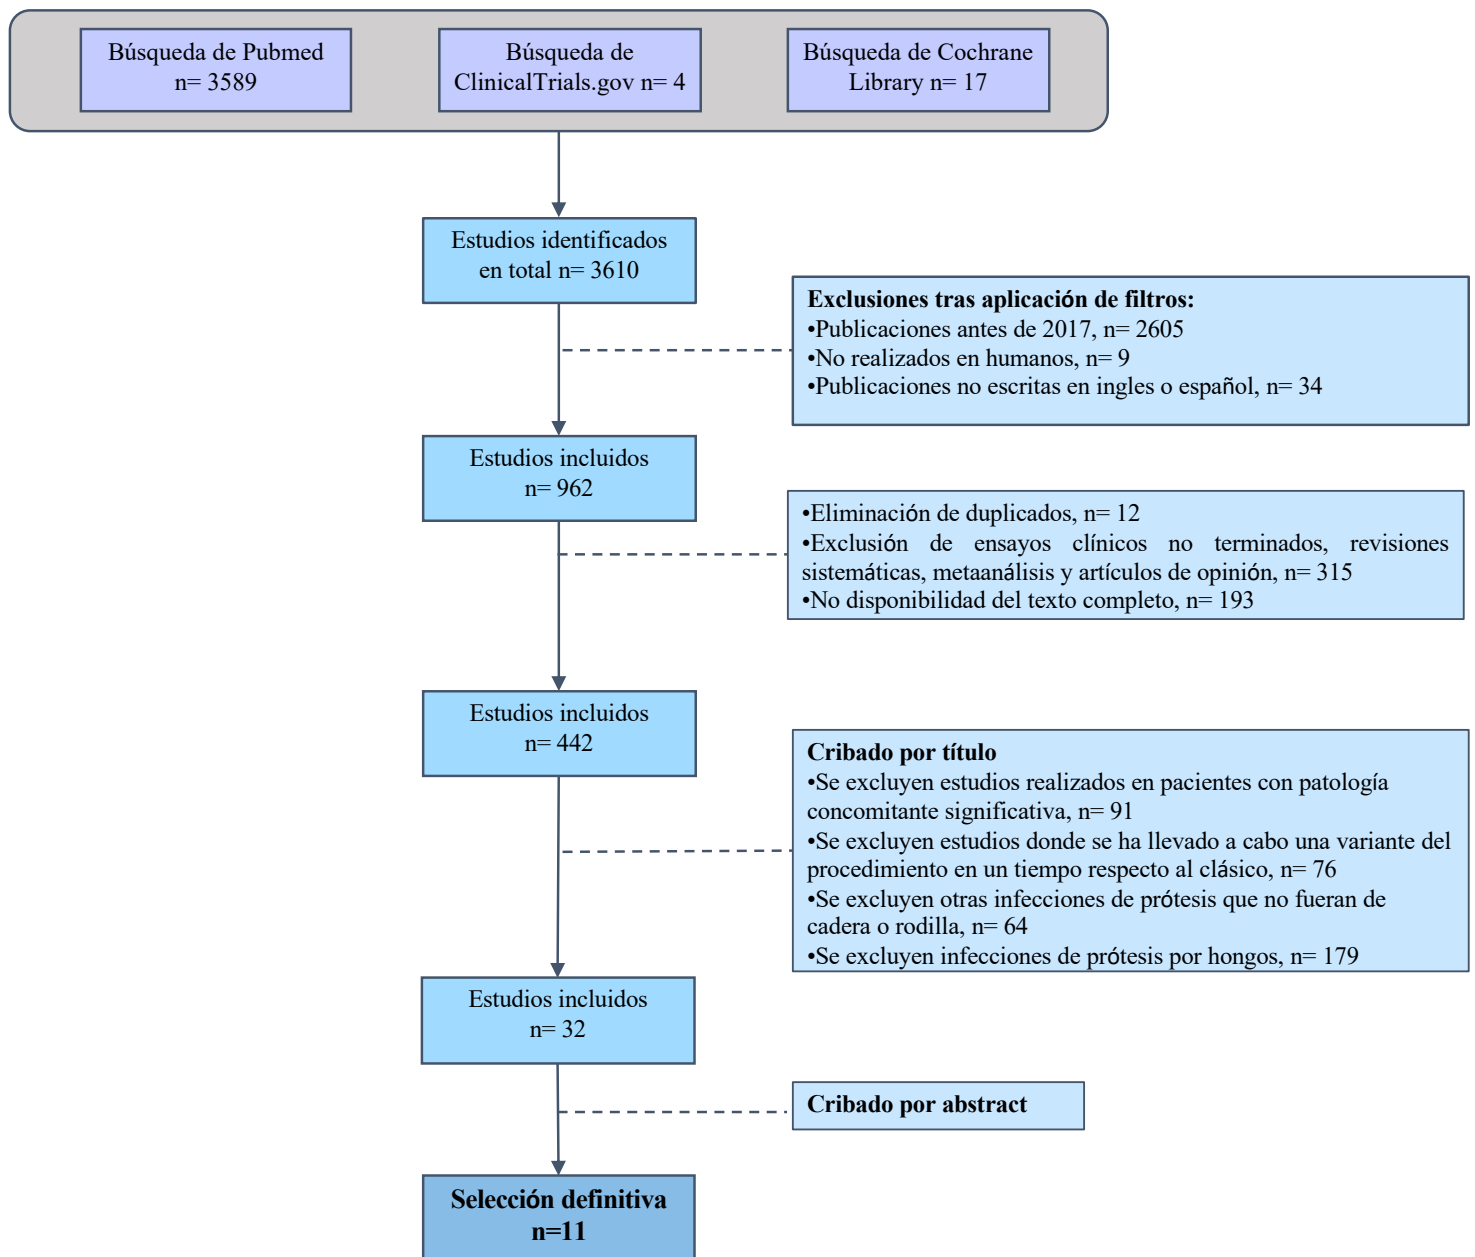 Búsqueda de Pubmed
n= 3589
Búsqueda de
ClinicalTrials.gov n= 4
Búsqueda de Cochrane
Library n= 17
Estudios identificados
en total n= 3610
Exclusiones tras aplicación de filtros:
•Publicaciones antes de 2017, n= 2605
•No realizados en humanos, n= 9
•Publicaciones no escritas en ingles o español, n= 34
Estudios incluidos
n= 962
•Eliminación de duplicados, n= 12
•Exclusión de ensayos clínicos no terminados, revisiones
sistemáticas, metaanálisis y artículos de opinión, n= 315
•No disponibilidad del texto completo, n= 193
Estudios incluidos
n= 442
Cribado por título
•Se excluyen estudios realizados en pacientes con patología
concomitante significativa, n= 91
•Se excluyen estudios donde se ha llevado a cabo una variante del
procedimiento en un tiempo respecto al clásico, n= 76
•Se excluyen otras infecciones de prótesis que no fueran de
cadera o rodilla, n= 64
•Se excluyen infecciones de prótesis por hongos, n= 179
Estudios incluidos
n= 32
Cribado por abstract
Selección definitiva
n=11